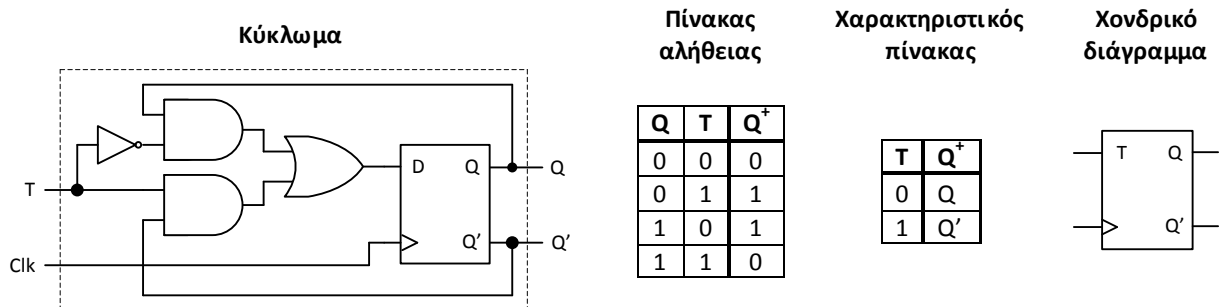 Κύκλωμα
T
Clk
D Q
Q'
Q
Q'
Πίνακας
αλήθειας
Q T Q+
0 0 0
0 1 1
1 0 1
1 1 0
Χαρακτηριστικός
πίνακας
T Q+
0 Q
1 Q'
Χονδρικό
διάγραμμα
T Q
Q'